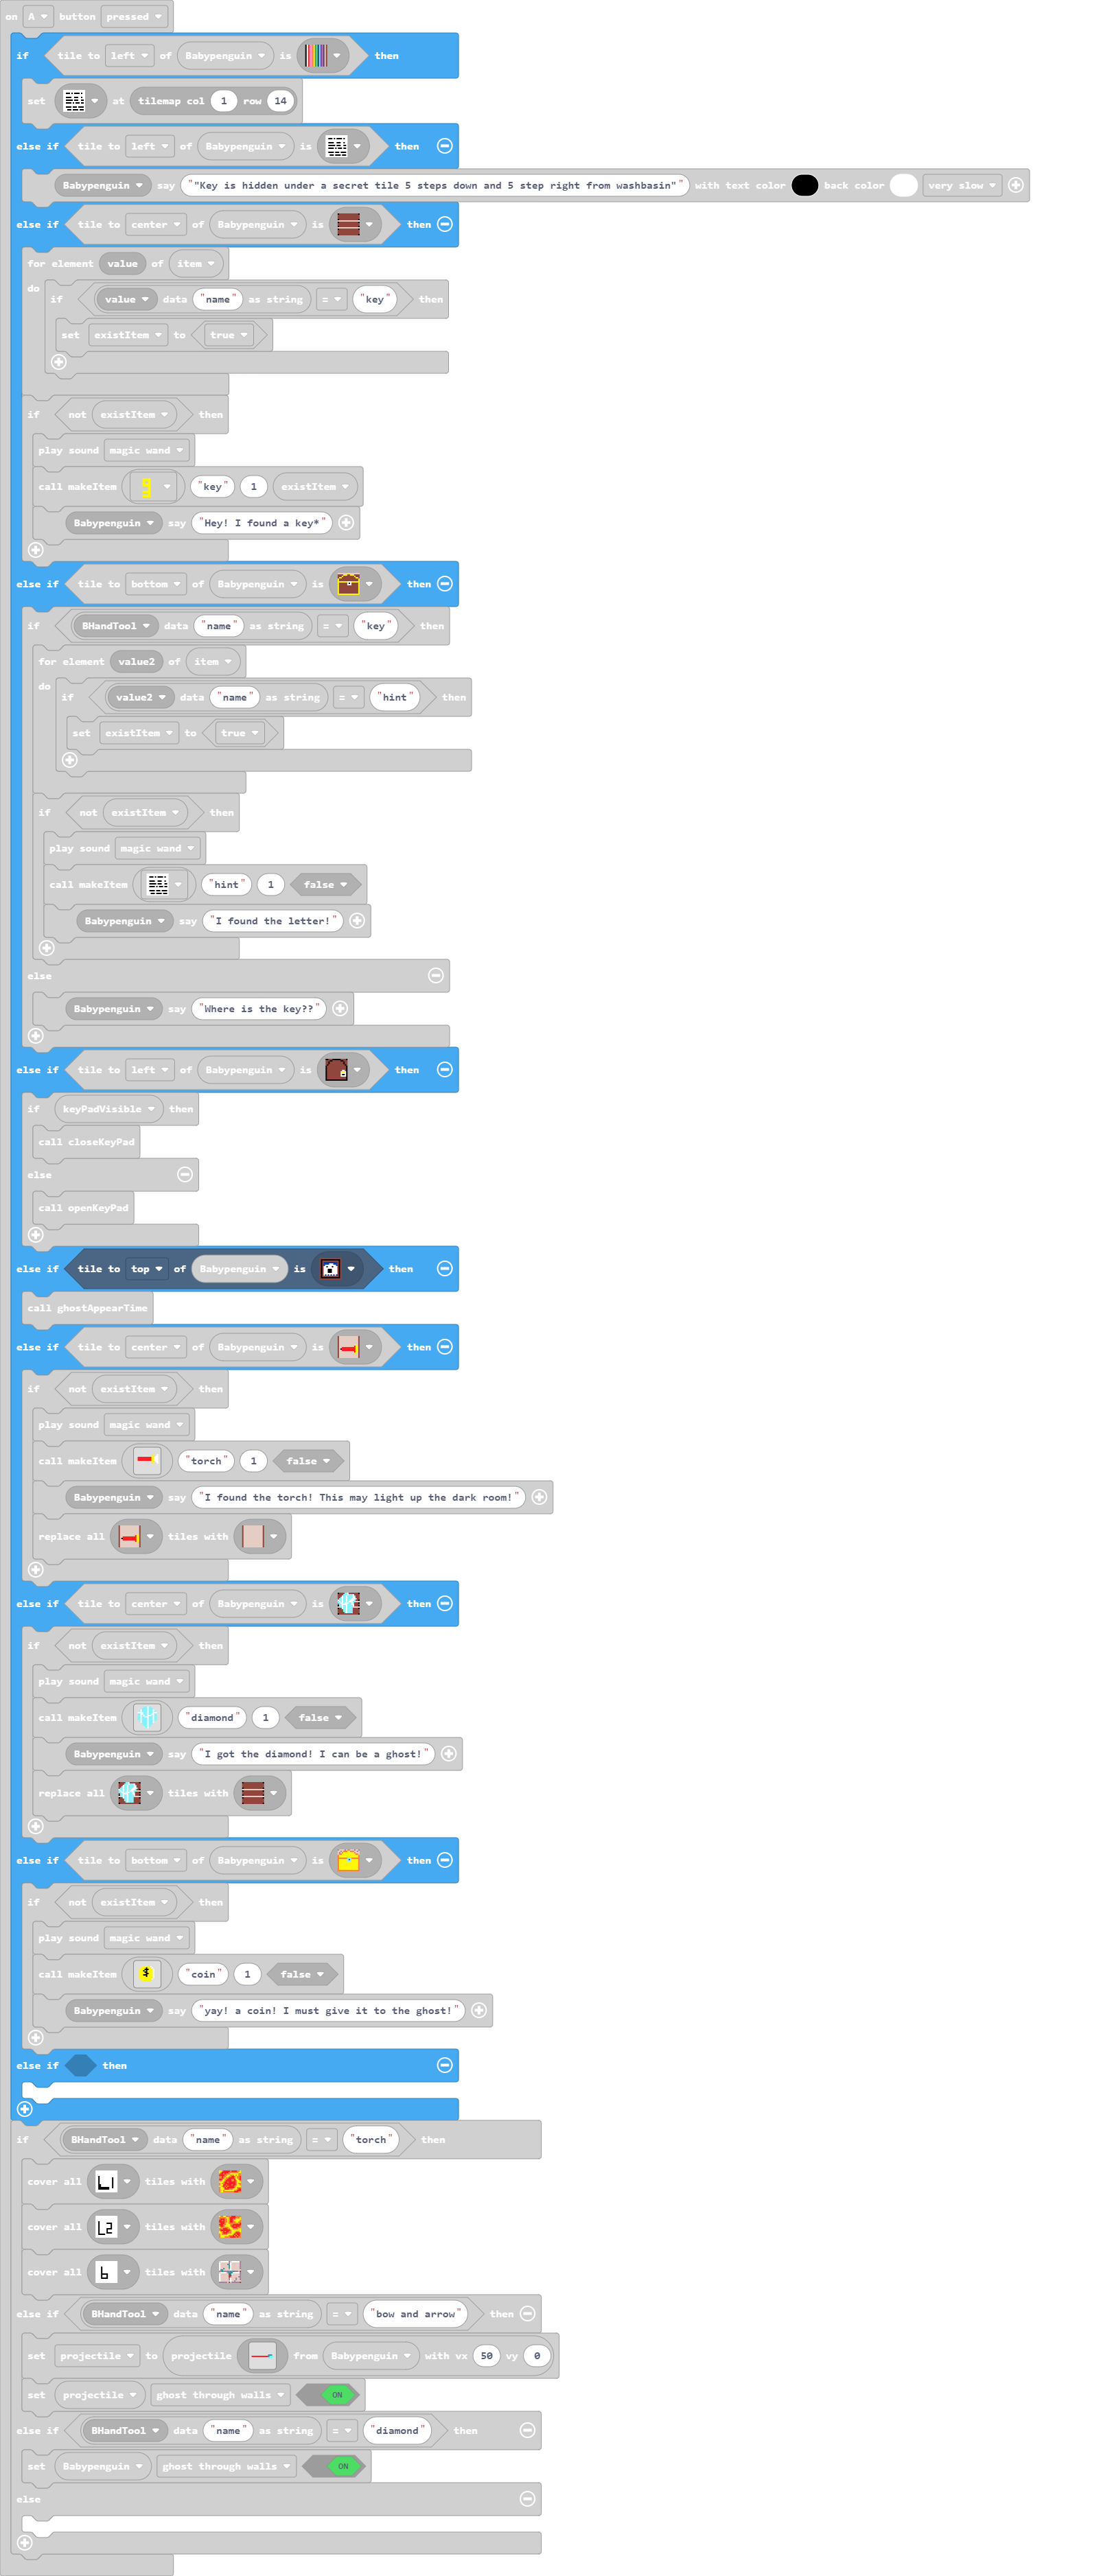 on A button pressed
if tile to left of Babypenguin is then
set at tilemap col 1 row 14
else if tile to left of Babypenguin is then
Babypenguin say ""Key is hidden under a secret tile 5 steps down and 5 step right from washbasin"" with text color back color very slow
else if tile to center of Babypenguin is then
for element value of item
do
if value data "name" as string = "key" then
set existItem to true
if not existItem then
play sound magic wand
call makeItem "key" 1 existItem
Babypenguin say "Hey! I found a key*"
else if tile to bottom of Babypenguin is then
if BHandTool data "name" as string = "key" then
for element value2 of item
do
if value2 data "name" as string = "hint" then
set existItem to true
if not existItem then
play sound magic wand
call makeItem "hint" 1 false
Babypenguin say "I found the letter!"
else
Babypenguin say "Where is the key??"
else if tile to left of Babypenguin is then
if keyPadVisible then
call closeKeyPad
else
call openKeyPad
else if tile to top of Babypenguin is then
call ghostAppearTime
else if tile to center of Babypenguin is then
if not existItem then
play sound magic wand
call makeItem "torch" 1 false
Babypenguin say "I found the torch! This may light up the dark room!"
replace all tiles with
else if tile to center of Babypenguin is then
if not existItem then
play sound magic wand
call makeItem "diamond" 1 false
Babypenguin say "I got the diamond! I can be a ghost!"
replace all tiles with
else if tile to bottom of Babypenguin is then
if not existItem then
play sound magic wand
call makeItem "coin" 1 false
Babypenguin say "yay! a coin! I must give it to the ghost!"
else if then
if BHandTool data "name" as string = "torch" then
cover all L1 tiles with
cover all L2 tiles with
cover all b tiles with
else if BHandTool data "name" as string = "bow and arrow" then
set projectile to projectile from Babypenguin with vx 50 vy 0
set projectile ghost through walls ON
else if BHandTool data "name" as string = "diamond" then
set Babypenguin ghost through walls ON
else